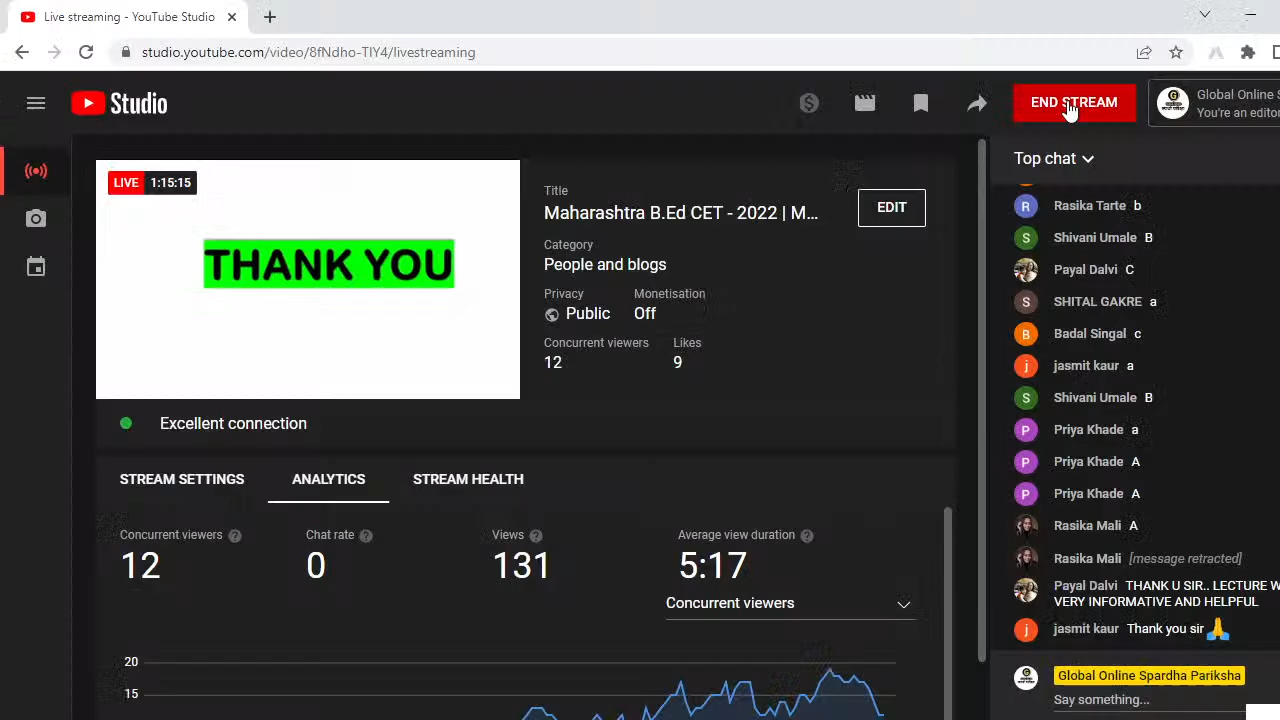 Live streaming - YouTube Studio
studio.youtube.com/video/8fNdho-TIY4/livestreaming
Studio
END STREAM
Global Online S
You're an editor
LIVE 1:15:15
THANK YOU
Title
Maharashtra B.Ed CET - 2022 | M...
EDIT
Category
People and blogs
Privacy Monetisation
Public Off
Concurrent viewers Likes
12 9
Excellent connection
STREAM SETTINGS ANALYTICS STREAM HEALTH
Concurrent viewers Chat rate Views Average view duration
12 0 131 5:17
Concurrent viewers
20
15
Top chat
R Rasika Tarte b
S Shivani Umale B
Payal Dalvi C
S SHITAL GAKRE a
B Badal Singal c
j jasmit kaur a
S Shivani Umale B
P Priya Khade a
P Priya Khade A
P Priya Khade A
Rasika Mali A
Rasika Mali [message retracted]
Payal Dalvi THANK U SIR.. LECTURE W
VERY INFORMATIVE AND HELPFUL
j jasmit kaur Thank you sir 🙏
Global Online Spardha Pariksha
Say something...